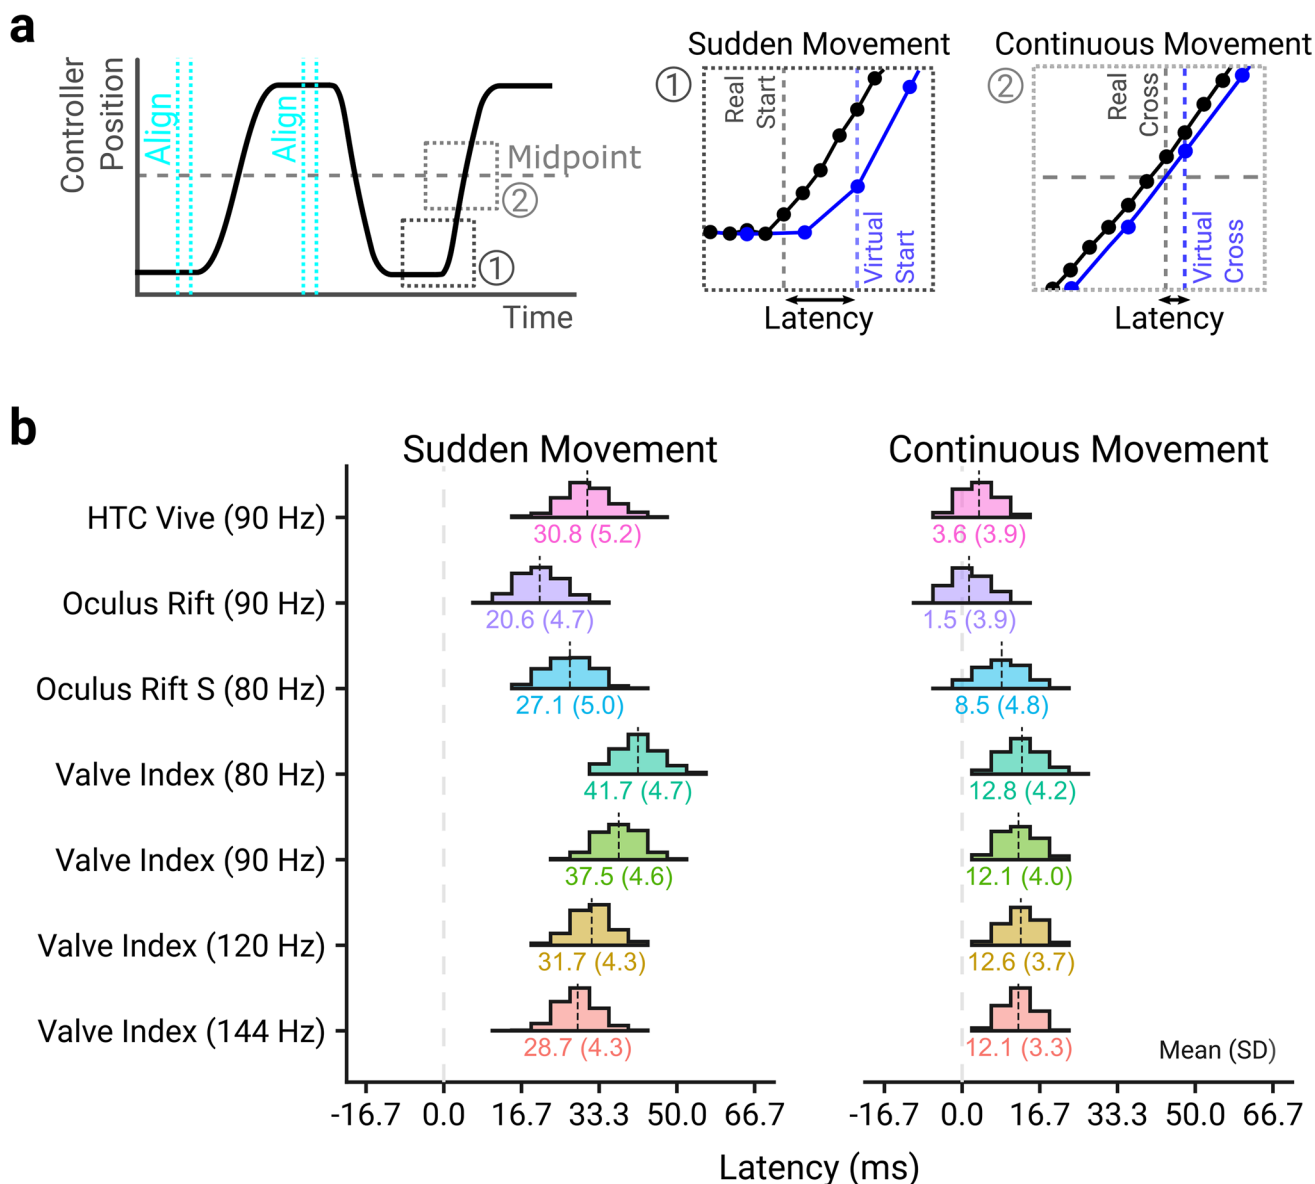 a
Controller
Position
Align
Align
Midpoint
②
①
Time
Sudden Movement
①
Real
Start
Virtual
Start
Latency
Continuous Movement
②
Real
Cross
Virtual
Cross
Latency
b
Sudden Movement
Continuous Movement
HTC Vive (90 Hz)
30.8 (5.2)
3.6 (3.9)
Oculus Rift (90 Hz)
20.6 (4.7)
1.5 (3.9)
Oculus Rift S (80 Hz)
27.1 (5.0)
8.5 (4.8)
Valve Index (80 Hz)
41.7 (4.7)
12.8 (4.2)
Valve Index (90 Hz)
37.5 (4.6)
12.1 (4.0)
Valve Index (120 Hz)
31.7 (4.3)
12.6 (3.7)
Valve Index (144 Hz)
28.7 (4.3)
12.1 (3.3)
Mean (SD)
-16.7 0.0 16.7 33.3 50.0 66.7
-16.7 0.0 16.7 33.3 50.0 66.7
Latency (ms)